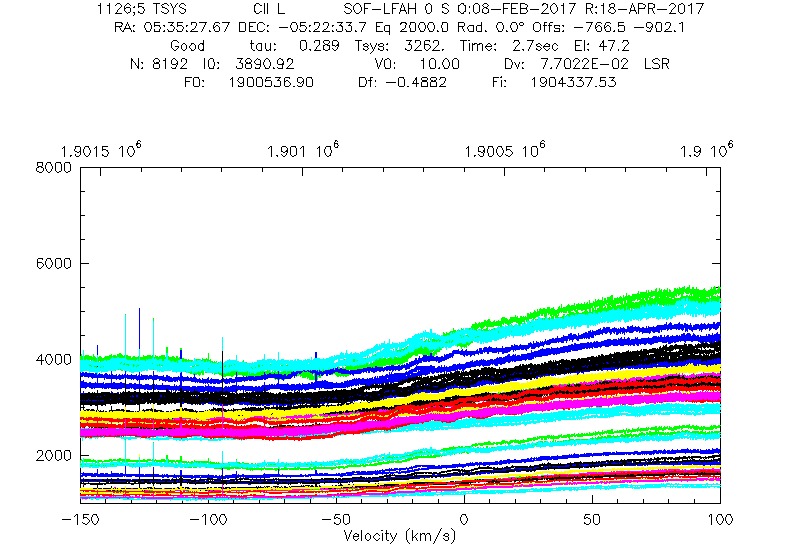 1126;5 TSYS CII L SOF-LFAH 0 S O:08-FEB-2017 R:18-APR-2017
RA: 05:35:27.67 DEC: -05:22:33.7 Eq 2000.0 Rad. 0.0° Offs: -766.5 -902.1
Good tau: 0.289 Tsys: 3262. Time: 2.7sec El: 47.2
N: 8192 I0: 3890.92 V0: 10.00 Dv: 7.7022E-02 LSR
F0: 1900536.90 Df: -0.4882 Fi: 1904337.53
1.9015 10⁶ 1.901 10⁶ 1.9005 10⁶ 1.9 10⁶
8000
6000
4000
2000
-150 -100 -50 0 50 100
Velocity (km/s)